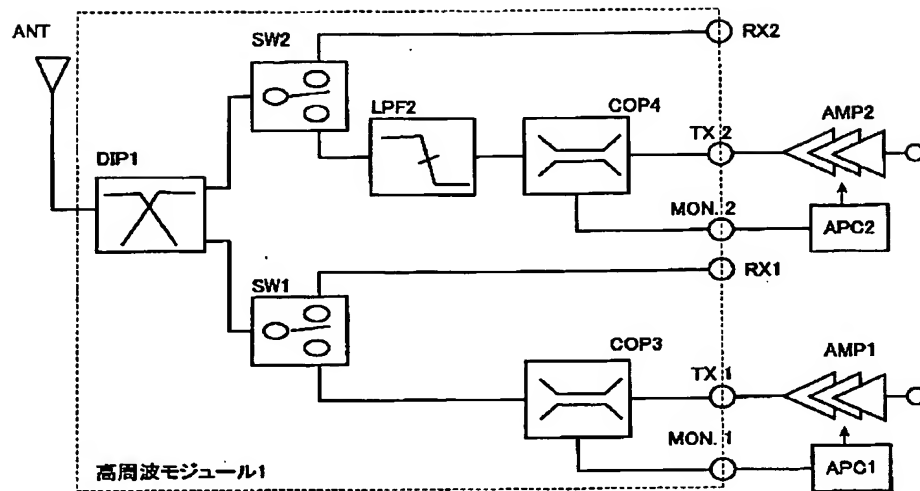 ANT
SW2
RX2
LPF2
COP4
AMP2
TX.2
DIP1
MON.2
APC2
SW1
RX1
COP3
AMP1
TX.1
MON.1
APC1
高周波モジュール1